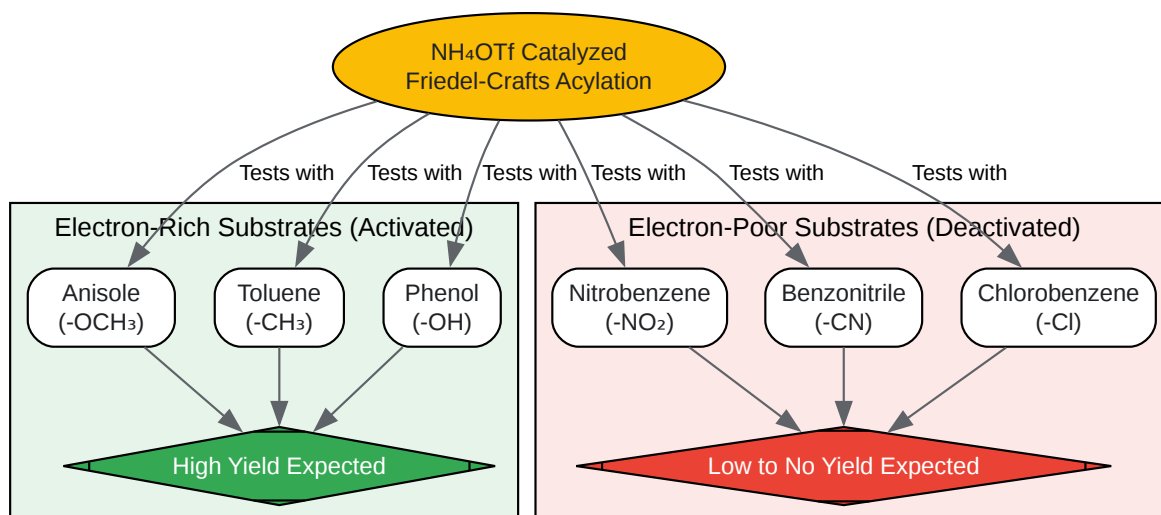 NH₄OTf Catalyzed
Friedel-Crafts Acylation
Tests with
Tests with
Tests with
Tests with
Tests with
Tests with
Electron-Rich Substrates (Activated)
Electron-Poor Substrates (Deactivated)
Anisole
(-OCH₃)
Toluene
(-CH₃)
Phenol
(-OH)
Nitrobenzene
(-NO₂)
Benzonitrile
(-CN)
Chlorobenzene
(-Cl)
High Yield Expected
Low to No Yield Expected